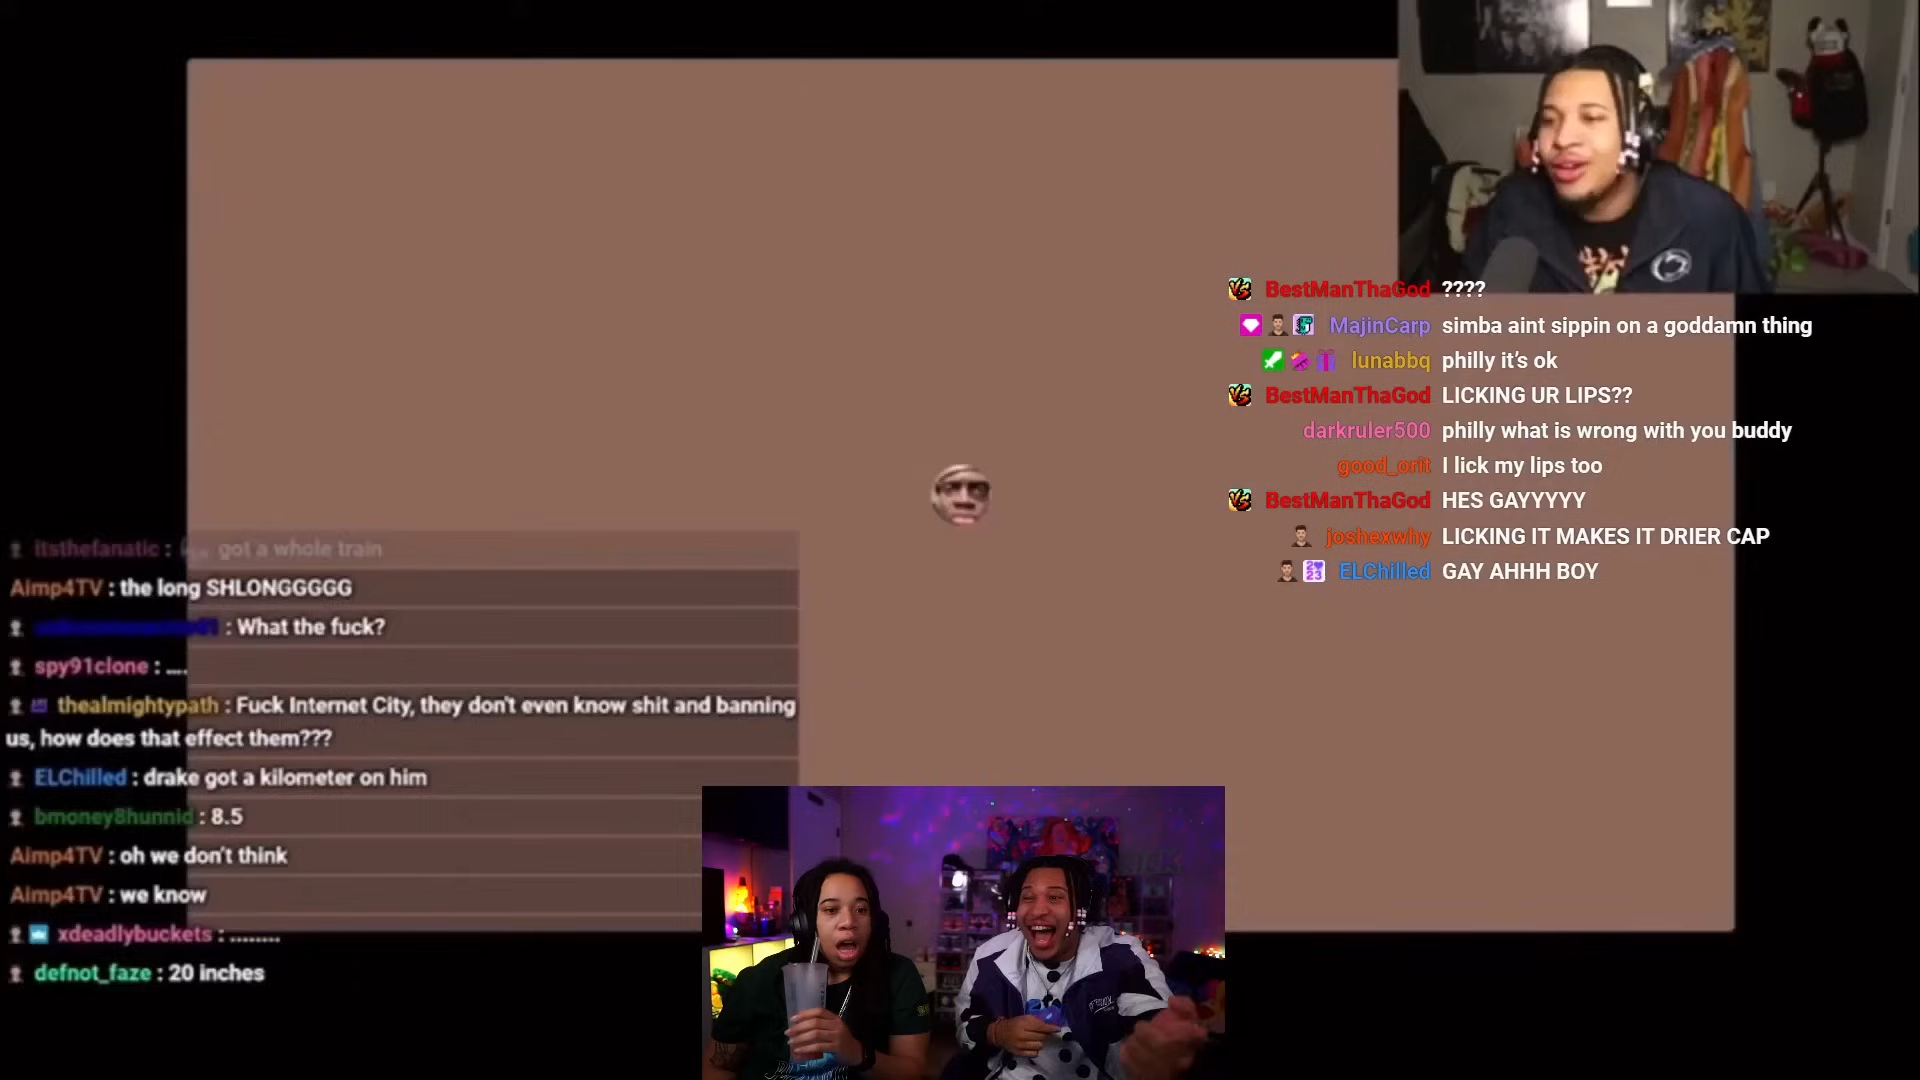 BestManThaGod ????
MajinCarp simba aint sippin on a goddamn thing
lunabbq philly it’s ok
BestManThaGod LICKING UR LIPS??
darkruler500 philly what is wrong with you buddy
good_orit I lick my lips too
BestManThaGod HES GAYYYYY
joshexwhy LICKING IT MAKES IT DRIER CAP
ELChilled GAY AHHH BOY
itsthefanatic : got a whole train
Aimp4TV : the long SHLONGGGGG
: What the fuck?
spy91clone : ....
thealmightypath : Fuck Internet City, they don't even know shit and banning
us, how does that effect them???
ELChilled : drake got a kilometer on him
bmoney8hunnid : 8.5
Aimp4TV : oh we don't think
Aimp4TV : we know
xdeadlybuckets : ........
defnot_faze : 20 inches